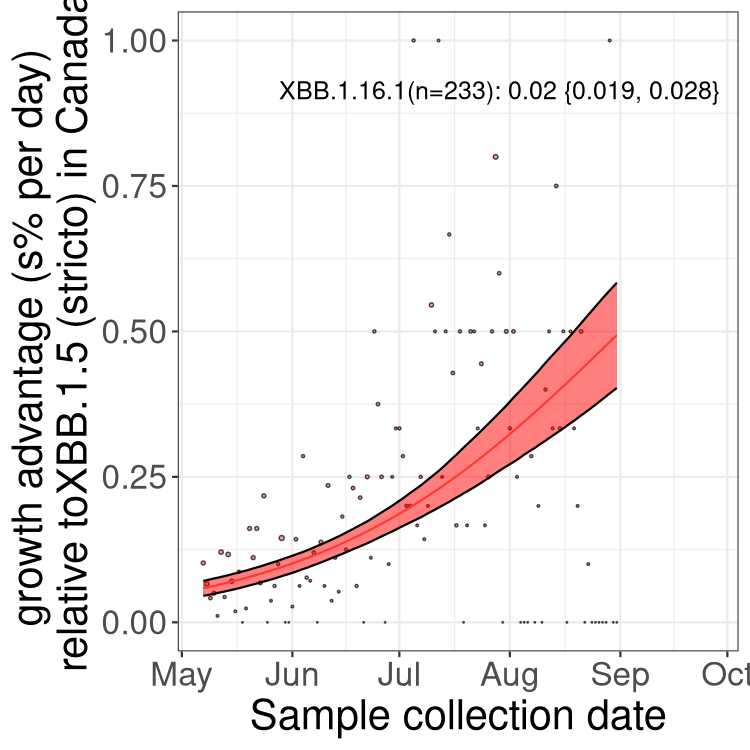 growth advantage (s% per day)
relative toXBB.1.5 (stricto) in Canada
1.00
XBB.1.16.1(n=233): 0.02 {0.019, 0.028}
0.75
0.50
0.25
0.00
May Jun Jul Aug Sep Oct
Sample collection date